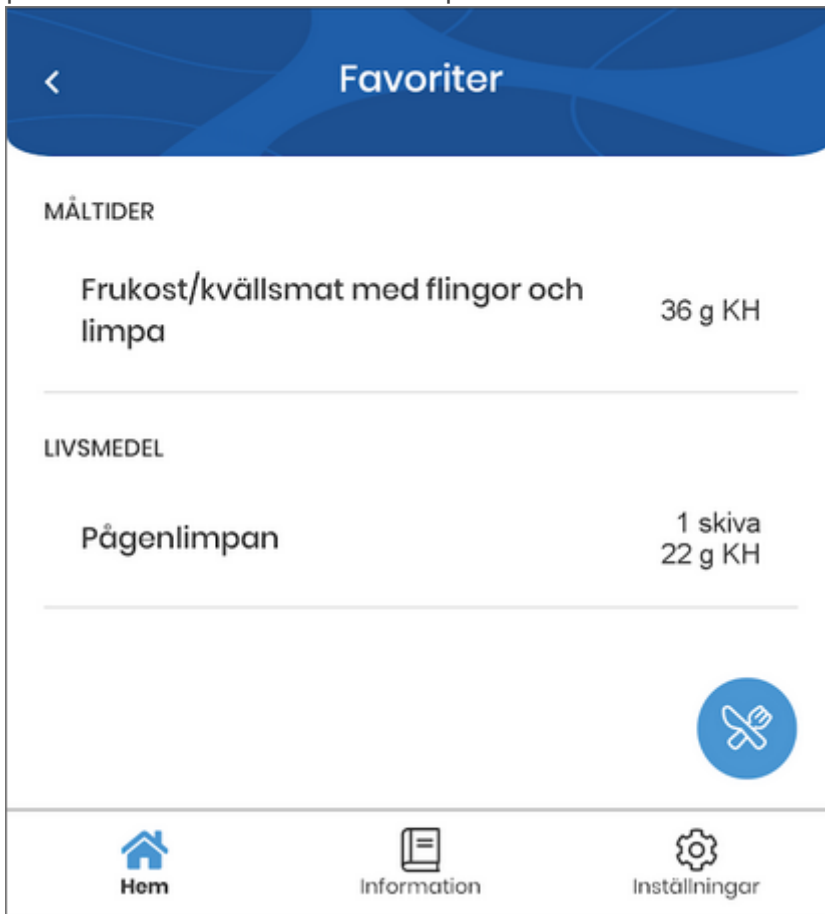 Favoriter
MÅLTIDER
Frukost/kvällsmat med flingor och
limpa
36 g KH
LIVSMEDEL
Pågenlimpan
1 skiva
22 g KH
Hem
Information
Inställningar